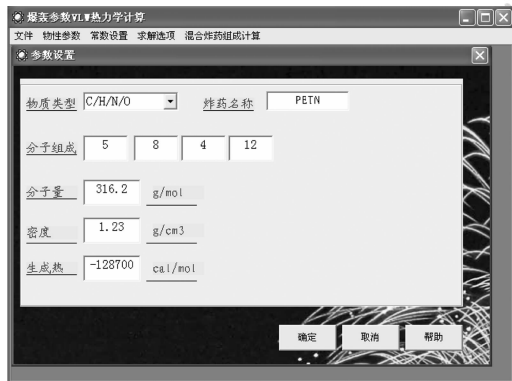 爆轰参数VLW热力学计算
文件 物性参数 常数设置 求解选项 混合炸药组成计算
参数设置
物质类型 C/H/N/O 炸药名称 PETN
分子组成 5 8 4 12
分子量 316.2 g/mol
密度 1.23 g/cm3
生成热 -128700 cal/mol
确定 取消 帮助